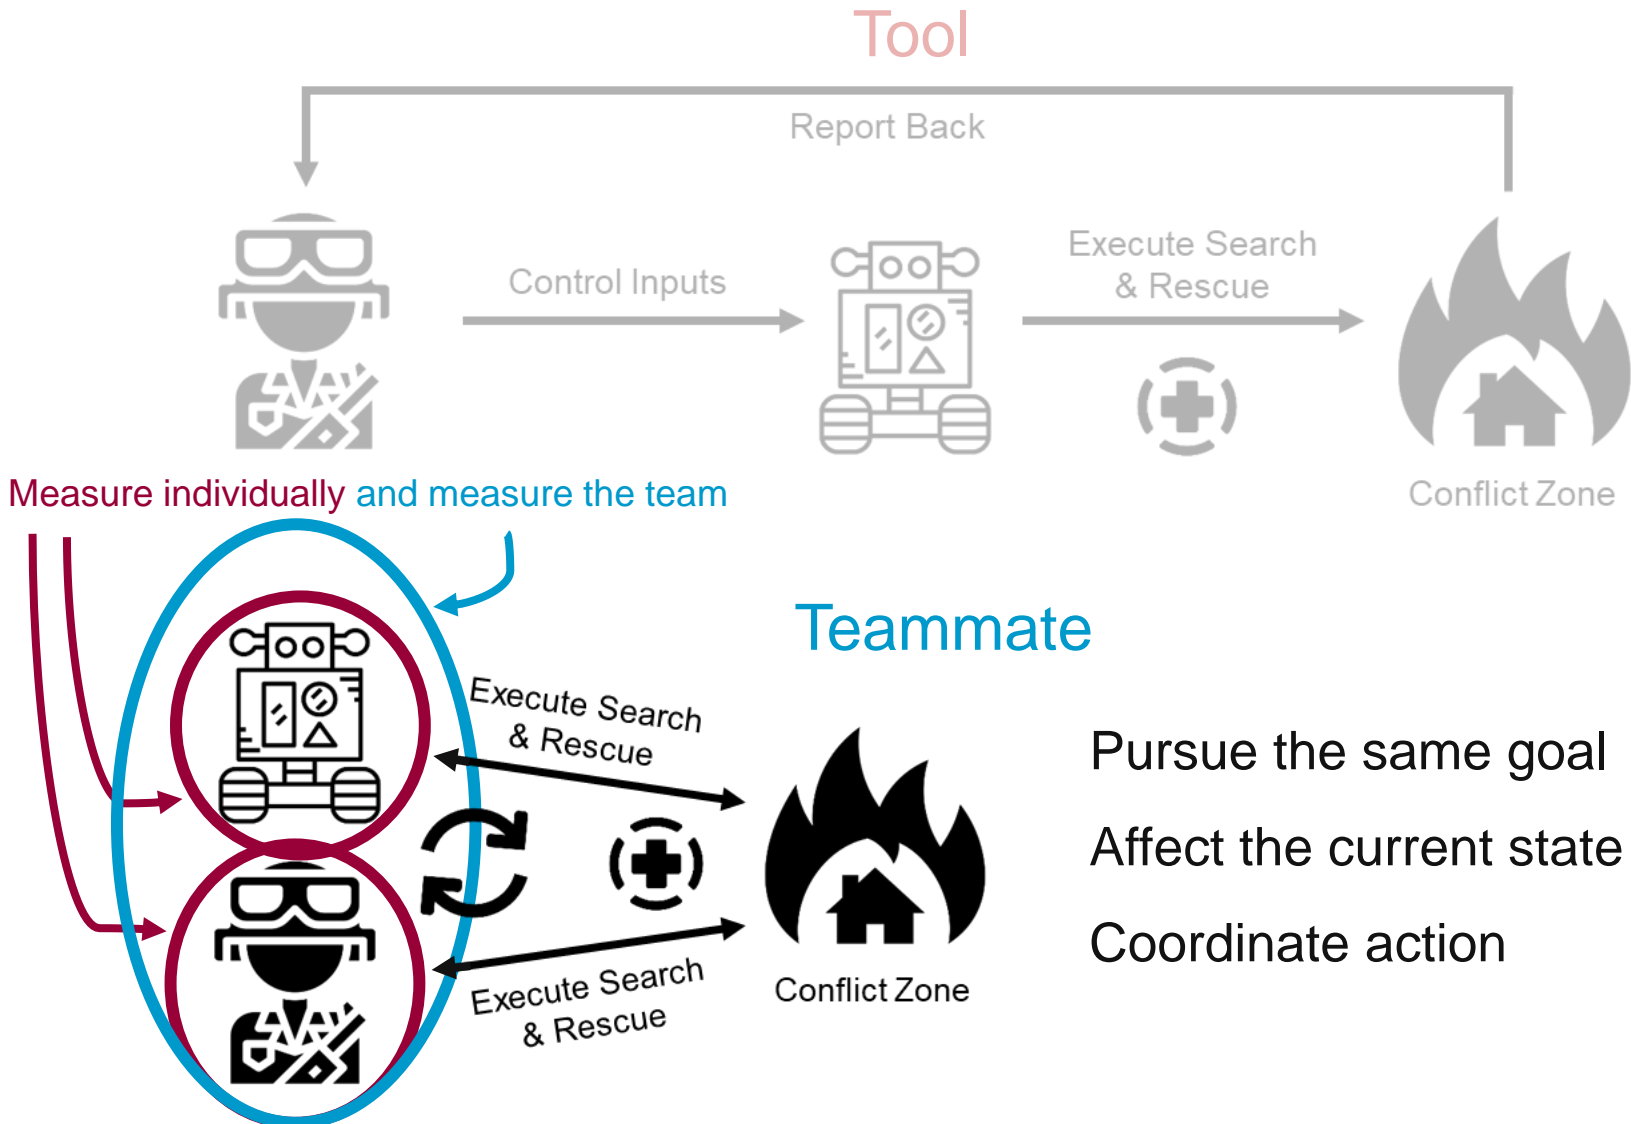 Tool
Report Back
Control Inputs
Execute Search
& Rescue
Conflict Zone
Measure individually and measure the team
Teammate
Execute Search
& Rescue
Execute Search
& Rescue
Conflict Zone
Pursue the same goal
Affect the current state
Coordinate action